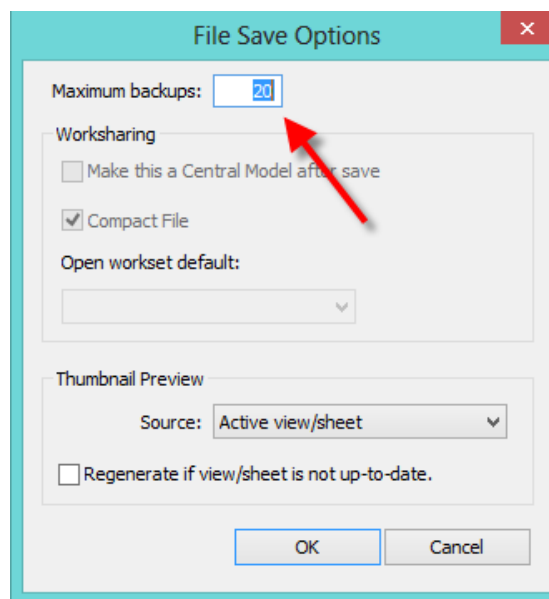 File Save Options
Maximum backups: 20
Worksharing
Make this a Central Model after save
Compact File
Open workset default:
Thumbnail Preview
Source: Active view/sheet
Regenerate if view/sheet is not up-to-date.
OK Cancel